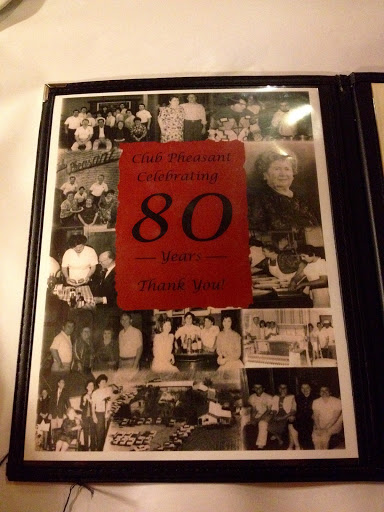 Club Pheasant
Celebrating
80
Years
Thank You!